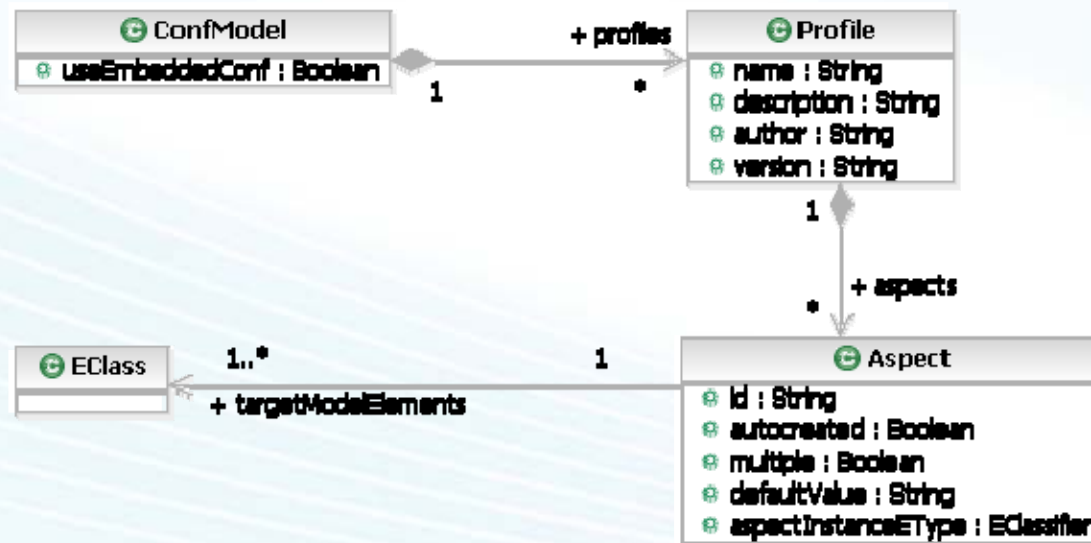 ConfModel
useEmbeddedConf : Boolean
1
+ profiles
*
Profile
name : String
description : String
author : String
version : String
1
+ aspects
*
EClass
1..*
+ targetModelElements
1
Aspect
id : String
autocreated : Boolean
multiple : Boolean
defaultValue : String
aspectInstanceEType : EClassifier